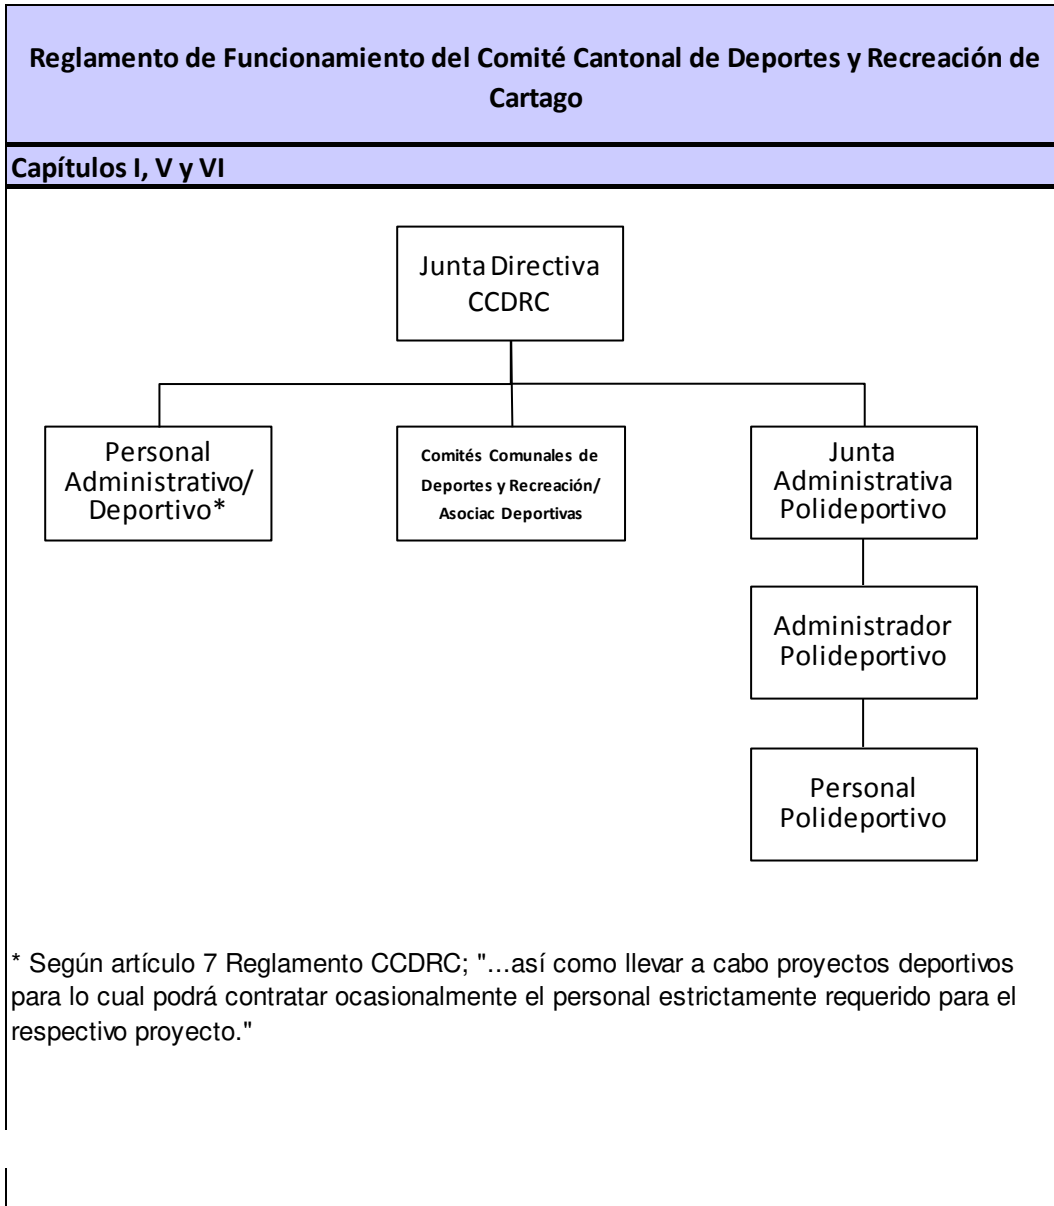 Reglamento de Funcionamiento del Comité Cantonal de Deportes y Recreación de
Cartago
Capítulos I, V y VI
Junta Directiva
CCDRC
Personal
Administrativo/
Deportivo*
Comités Comunales de
Deportes y Recreación/
Asociac Deportivas
Junta
Administrativa
Polideportivo
Administrador
Polideportivo
Personal
Polideportivo
* Según artículo 7 Reglamento CCDRC; "...así como llevar a cabo proyectos deportivos
para lo cual podrá contratar ocasionalmente el personal estrictamente requerido para el
respectivo proyecto."